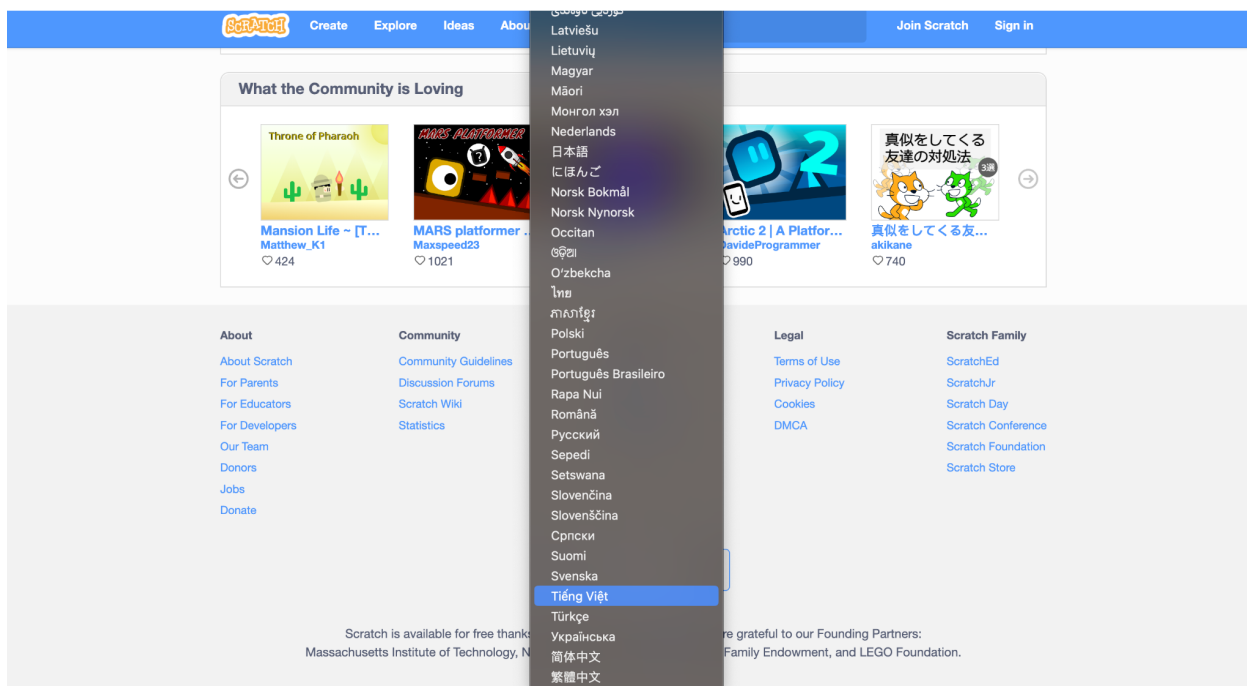 SCRATCH Create Explore Ideas Abou Join Scratch Sign in
What the Community is Loving
Throne of Pharaoh
MARS PLATFORMER
?
2
真似をしてくる
友達の対処法
3選
Mansion Life ~ [T...
Matthew_K1
424
MARS platformer
Maxspeed23
1021
Arctic 2 | A Platfor...
DavideProgrammer
990
真似をしてくる友...
akikane
740
Latviešu
Lietuvių
Magyar
Māori
Монгол хэл
Nederlands
日本語
にほんご
Norsk Bokmål
Norsk Nynorsk
Occitan
ଓଡ଼ିଆ
Oʻzbekcha
ไทย
ភាសាខ្មែរ
Polski
Português
Português Brasileiro
Rapa Nui
Română
Русский
Sepedi
Setswana
Slovenčina
Slovenščina
Српски
Suomi
Svenska
Tiếng Việt
Türkçe
Українська
简体中文
繁體中文
About
About Scratch
For Parents
For Educators
For Developers
Our Team
Donors
Jobs
Donate
Community
Community Guidelines
Discussion Forums
Scratch Wiki
Statistics
Legal
Terms of Use
Privacy Policy
Cookies
DMCA
Scratch Family
ScratchEd
ScratchJr
Scratch Day
Scratch Conference
Scratch Foundation
Scratch Store
Scratch is available for free thanks re grateful to our Founding Partners:
Massachusetts Institute of Technology, N Family Endowment, and LEGO Foundation.